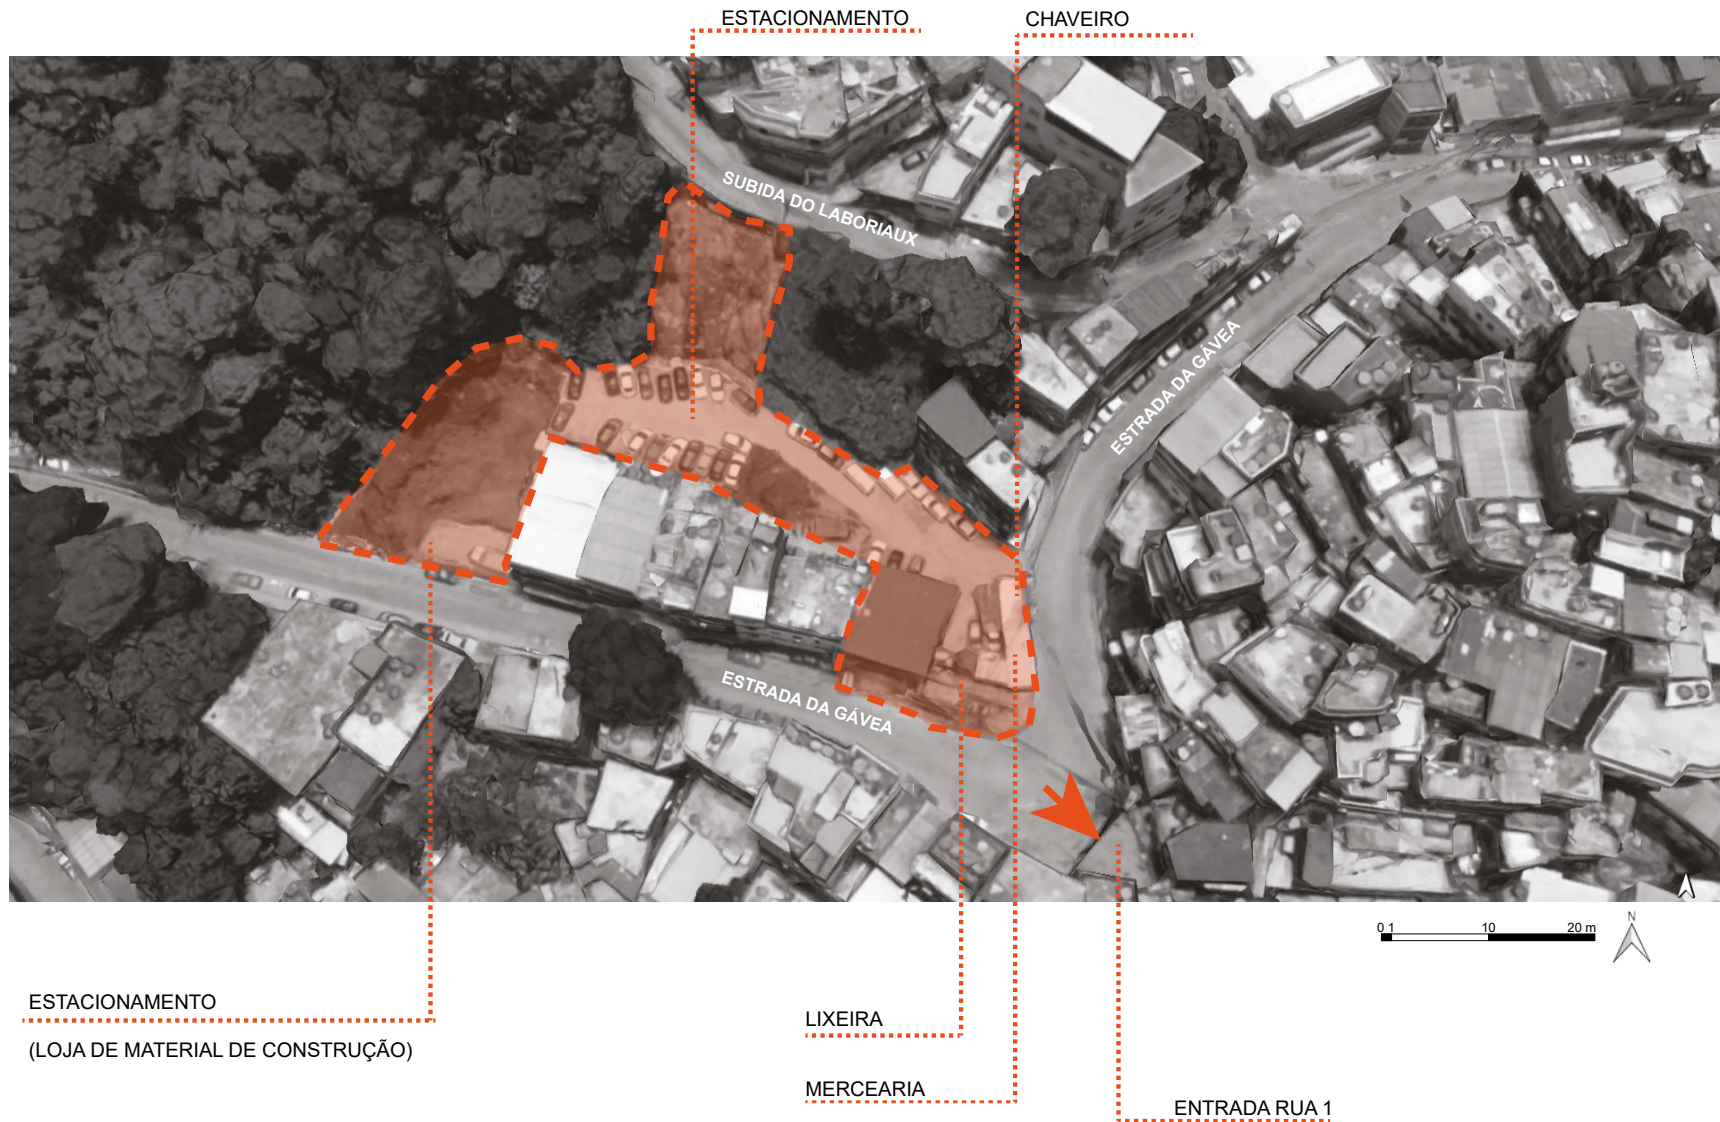 ESTACIONAMENTO
CHAVEIRO
SUBIDA DO LABORIAUX
ESTRADA DA GÁVEA
ESTRADA DA GÁVEA
0 1 10 20 m
N
ESTACIONAMENTO
(LOJA DE MATERIAL DE CONSTRUÇÃO)
LIXEIRA
MERCEARIA
ENTRADA RUA 1